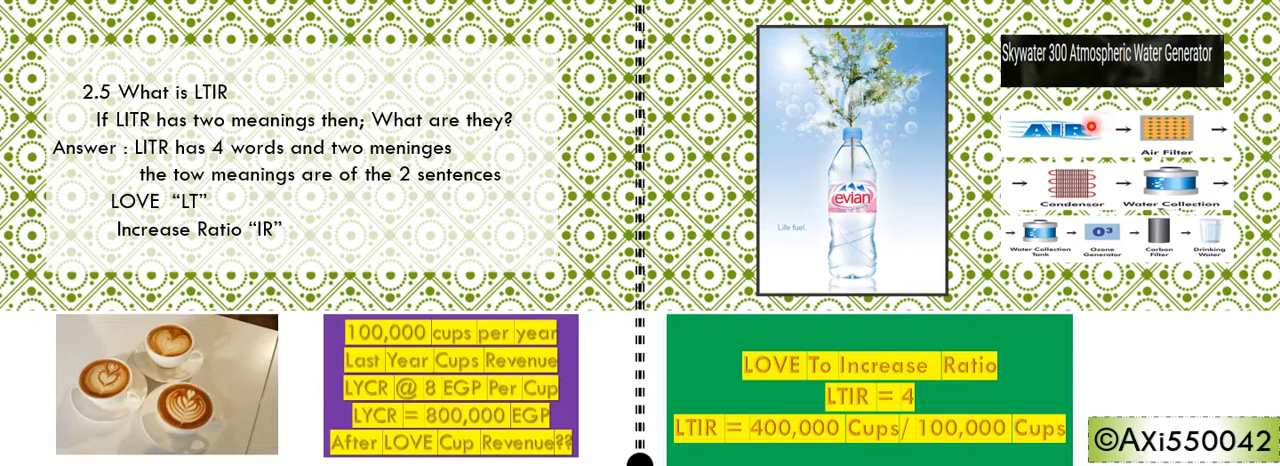 2.5 What is LTIR
If LITR has two meanings then; What are they?
Answer : LITR has 4 words and two meninges
the tow meanings are of the 2 sentences
LOVE “LT”
Increase Ratio “IR”
evian
Life fuel.
Skywater 300 Atmospheric Water Generator
AIR
Air Filter
Condensor
Water Collection
Water Collection
Tank
Ozone
Generator
O³
Carbon
Filter
Drinking
Water
100,000 cups per year
Last Year Cups Revenue
LYCR @ 8 EGP Per Cup
LYCR = 800,000 EGP
After LOVE Cup Revenue??
LOVE To Increase Ratio
LTIR = 4
LTIR = 400,000 Cups/ 100,000 Cups
©Axi550042